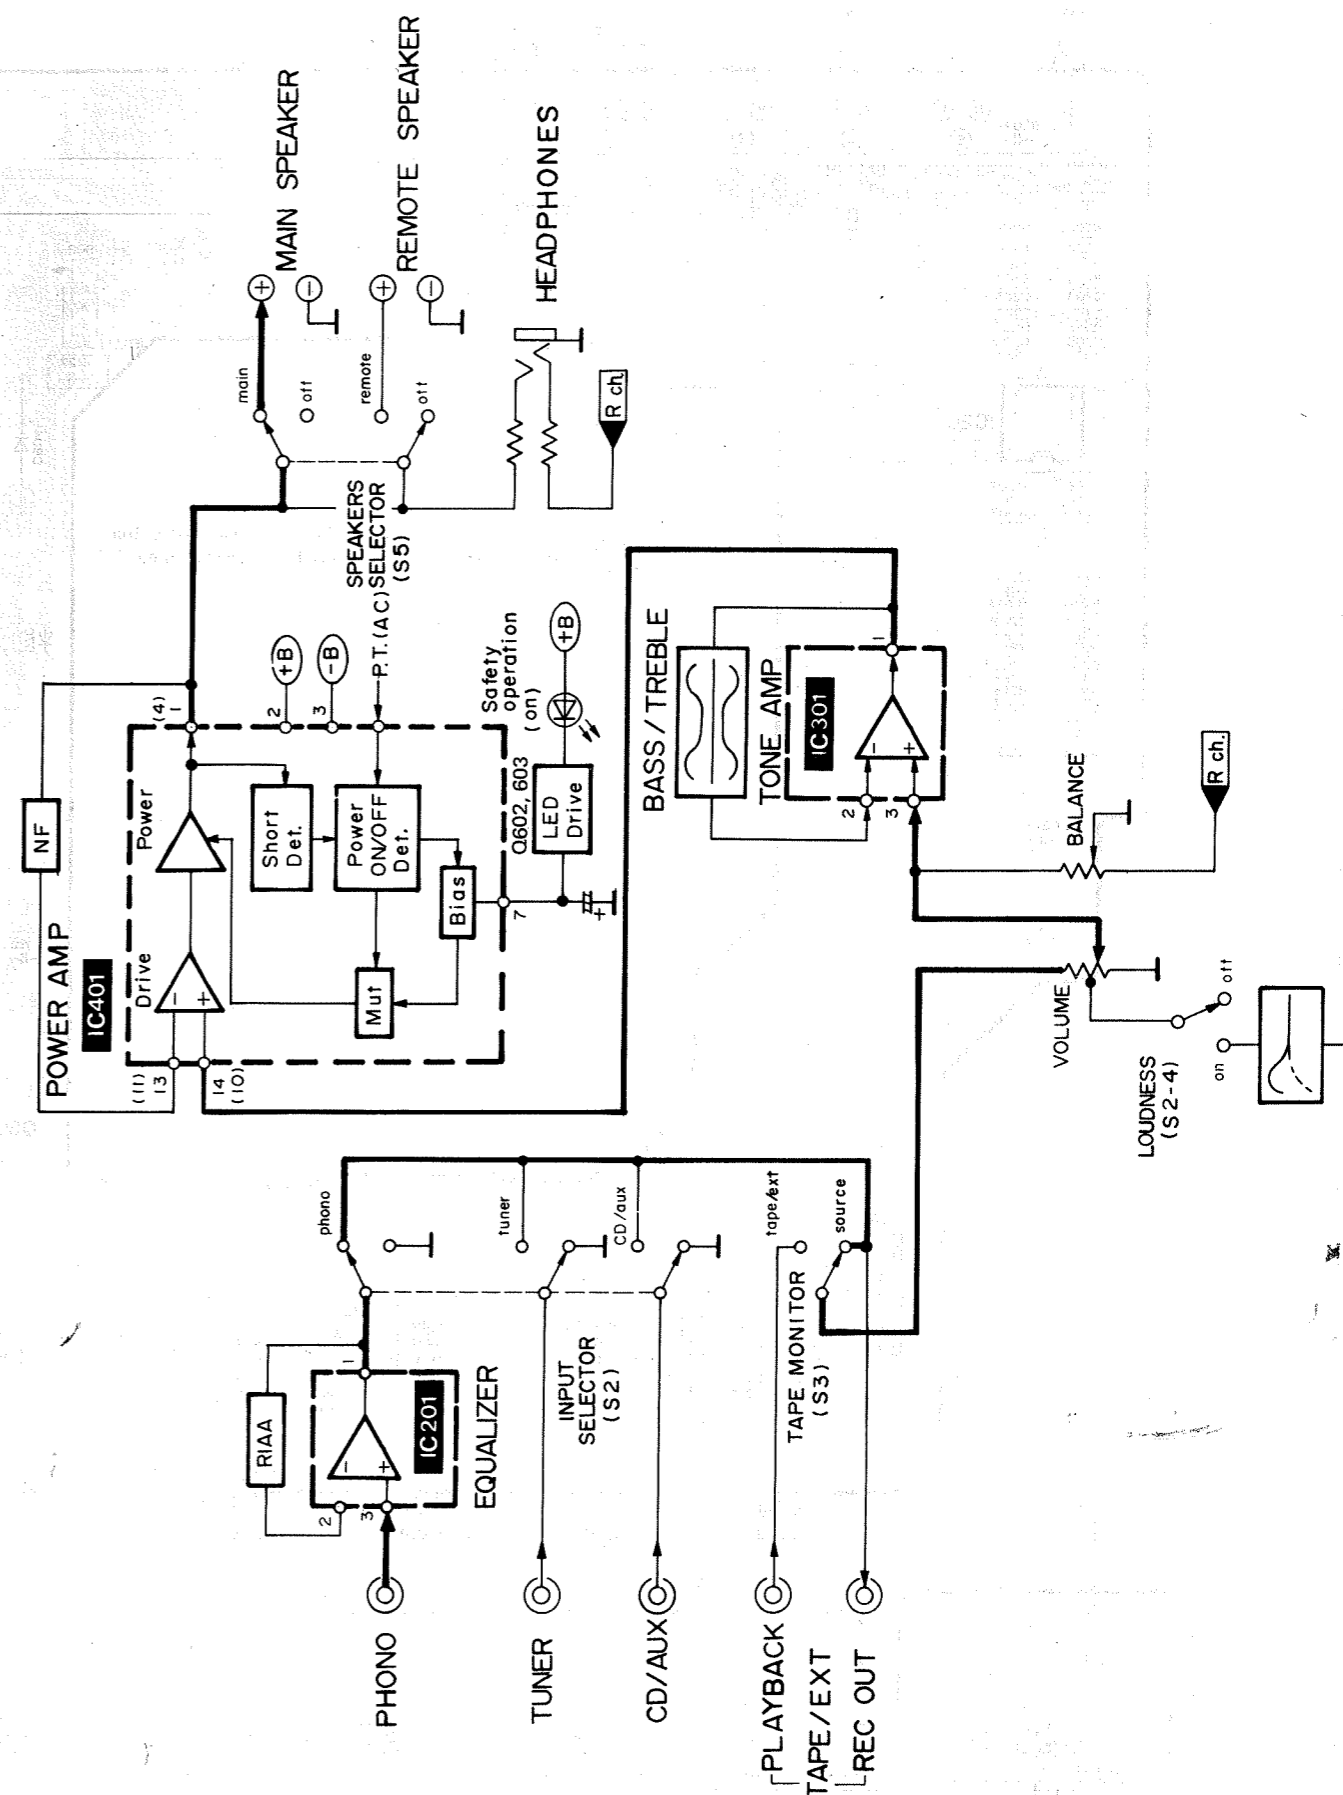 PHONO
2
3
RIAA
-
+
IC201
1
EQUALIZER
phono
TUNER
INPUT
SELECTOR
(S2)
tuner
CD/AUX
CD/aux
PLAYBACK
TAPE/EXT
REC OUT
TAPE MONITOR
(S3)
tape/ext
source
POWER AMP
IC401
NF
(11)
13
14
(10)
Drive
-
+
Power
(4)
1
Short
Det.
Power
ON/OFF
Det.
Mut
Bias
2
+B
3
-B
P.T.(AC)
7
+
Q602, 603
LED
Drive
Safety
operation
(on)
+B
SPEAKERS
SELECTOR
(S5)
main
off
remote
off
+
-
MAIN SPEAKER
+
-
REMOTE SPEAKER
HEADPHONES
R ch.
BASS/TREBLE
TONE AMP
IC301
2
3
-
+
1
VOLUME
BALANCE
R ch.
LOUDNESS
(S2-4)
on
off